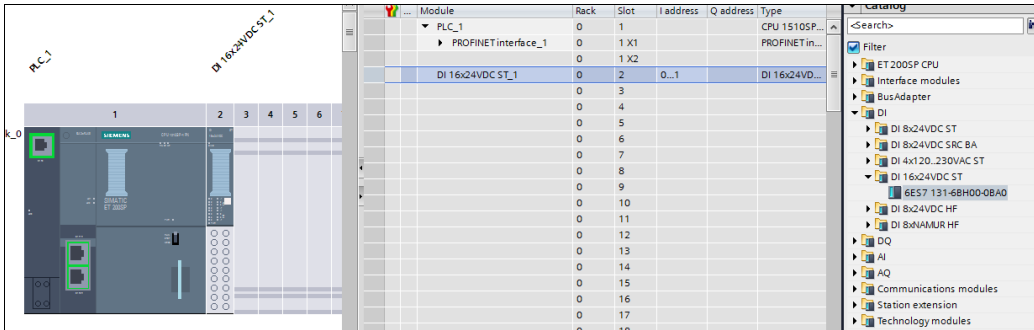 PLC_1
DI 16x24VDC ST_1
1 2 3 4 5 6
k_0
SIEMENS
SIMATIC
ET 200SP
... Module Rack Slot I address Q address Type
PLC_1 0 1 CPU 1510SP...
PROFINET interface_1 0 1 X1 PROFINET in...
0 1 X2
DI 16x24VDC ST_1 0 2 0...1 DI 16x24VD...
0 3
0 4
0 5
0 6
0 7
0 8
0 9
0 10
0 11
0 12
0 13
0 14
0 15
0 16
0 17
Catalog
<Search>
Filter
ET 200SP CPU
Interface modules
BusAdapter
DI
DI 8x24VDC ST
DI 8x24VDC SRC BA
DI 4x120..230VAC ST
DI 16x24VDC ST
6ES7 131-6BH00-0BA0
DI 8x24VDC HF
DI 8xNAMUR HF
DQ
AI
AQ
Communications modules
Station extension
Technology modules